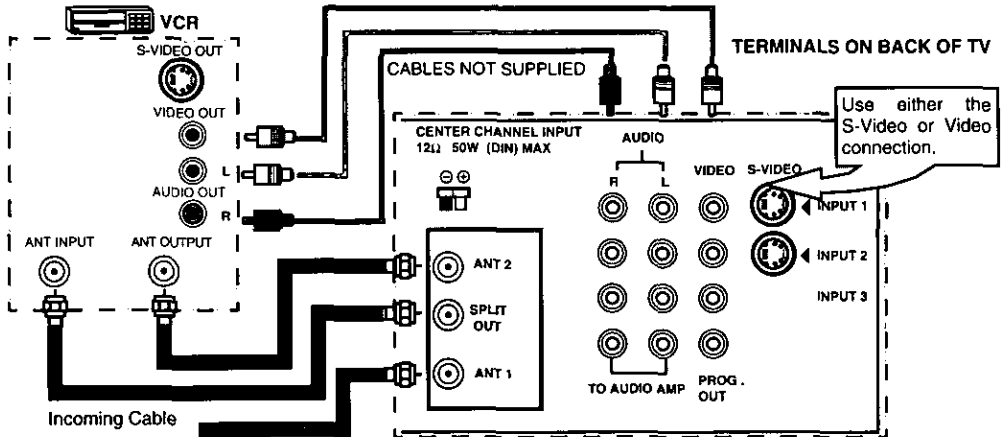 VCR
S-VIDEO OUT
VIDEO OUT
L
AUDIO OUT
R
ANT INPUT
ANT OUTPUT
Incoming Cable
CABLES NOT SUPPLIED
TERMINALS ON BACK OF TV
Use either the
S-Video or Video
connection.
CENTER CHANNEL INPUT
12Ω 50W (DIN) MAX
⊖ ⊕
AUDIO
R L
VIDEO S-VIDEO
INPUT 1
INPUT 2
INPUT 3
ANT 2
SPLIT
OUT
ANT 1
TO AUDIO AMP
PROG.
OUT